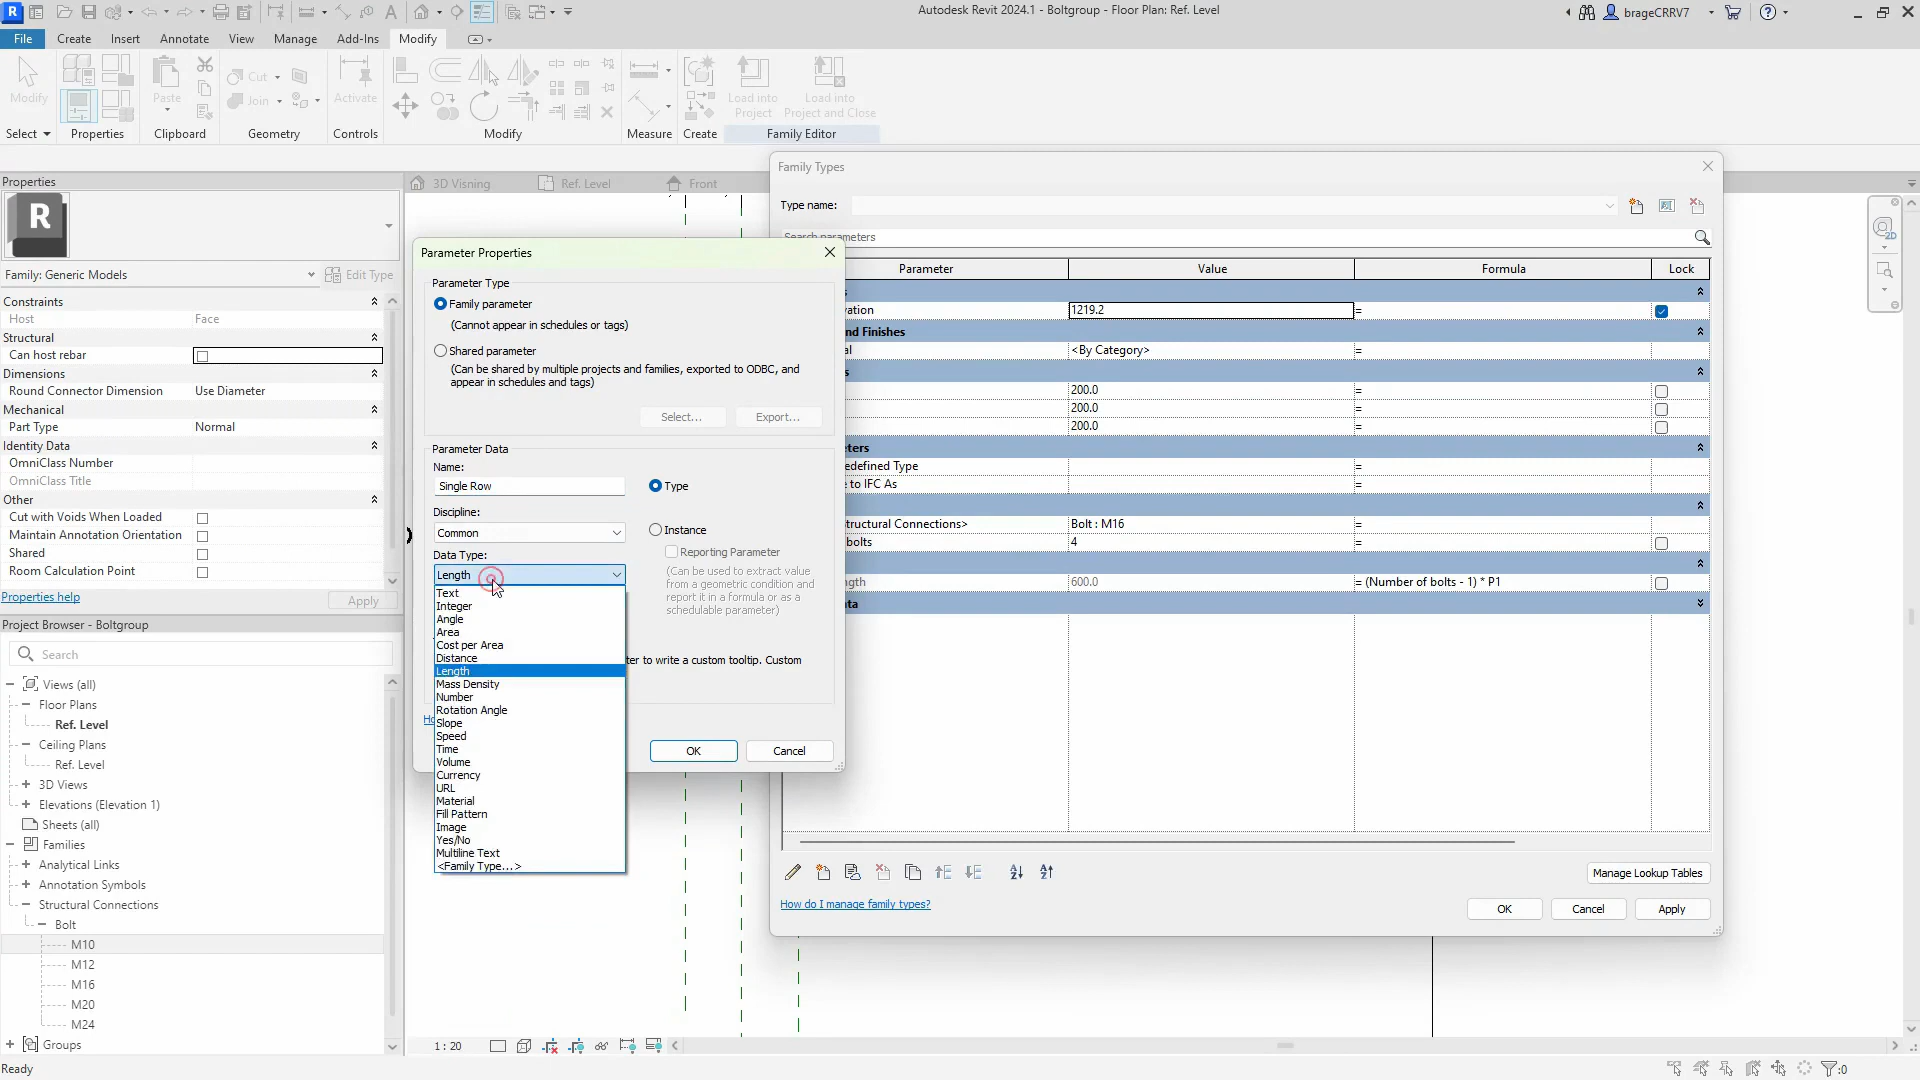 Autodesk Revit 2024.1 - Boltgroup - Floor Plan: Ref. Level
brageCRRV7
File Create Insert Annotate View Manage Add-Ins Modify
Modify
Paste
Cut
Join
Activate
Load into
Project
Load into
Project and Close
Select Properties Clipboard Geometry Controls Modify Measure Create Family Editor
Properties
R
Family: Generic Models
Edit Type
Constraints
Host Face
Structural
Can host rebar
Dimensions
Round Connector Dimension Use Diameter
Mechanical
Part Type Normal
Identity Data
OmniClass Number
OmniClass Title
Other
Cut with Voids When Loaded
Maintain Annotation Orientation
Shared
Room Calculation Point
Properties help
Apply
Project Browser - Boltgroup
Search
Views (all)
Floor Plans
Ref. Level
Ceiling Plans
Ref. Level
3D Views
Elevations (Elevation 1)
Sheets (all)
Families
Analytical Links
Annotation Symbols
Structural Connections
Bolt
M10
M12
M16
M20
M24
Groups
Ready
3D Visning
Ref. Level
Front
Parameter Properties
Parameter Type
Family parameter
(Cannot appear in schedules or tags)
Shared parameter
(Can be shared by multiple projects and families, exported to ODBC, and
appear in schedules and tags)
Select...
Export...
Parameter Data
Name:
Single Row
Type
Discipline:
Common
Instance
Data Type:
Reporting Parameter
Length
(Can be used to extract value
from a geometric condition and
report it in a formula or as a
schedulable parameter)
Text
Integer
Angle
Area
Cost per Area
Distance
Length
Mass Density
Number
Rotation Angle
Slope
Speed
Time
Volume
Currency
URL
Material
Fill Pattern
Image
Yes/No
Multiline Text
<Family Type...>
ter to write a custom tooltip. Custom
Ho
OK
Cancel
Family Types
Type name:
Search parameters
Parameter Value Formula Lock
s
vation 1219.2 =
nd Finishes
al <By Category> =
s
200.0 =
200.0 =
200.0 =
eters
edefined Type =
e to IFC As =
tructural Connections> Bolt : M16 =
bolts 4 =
ngth 600.0 = (Number of bolts - 1) * P1
ata
Manage Lookup Tables
How do I manage family types?
OK
Cancel
Apply
2D
1 : 20
:0